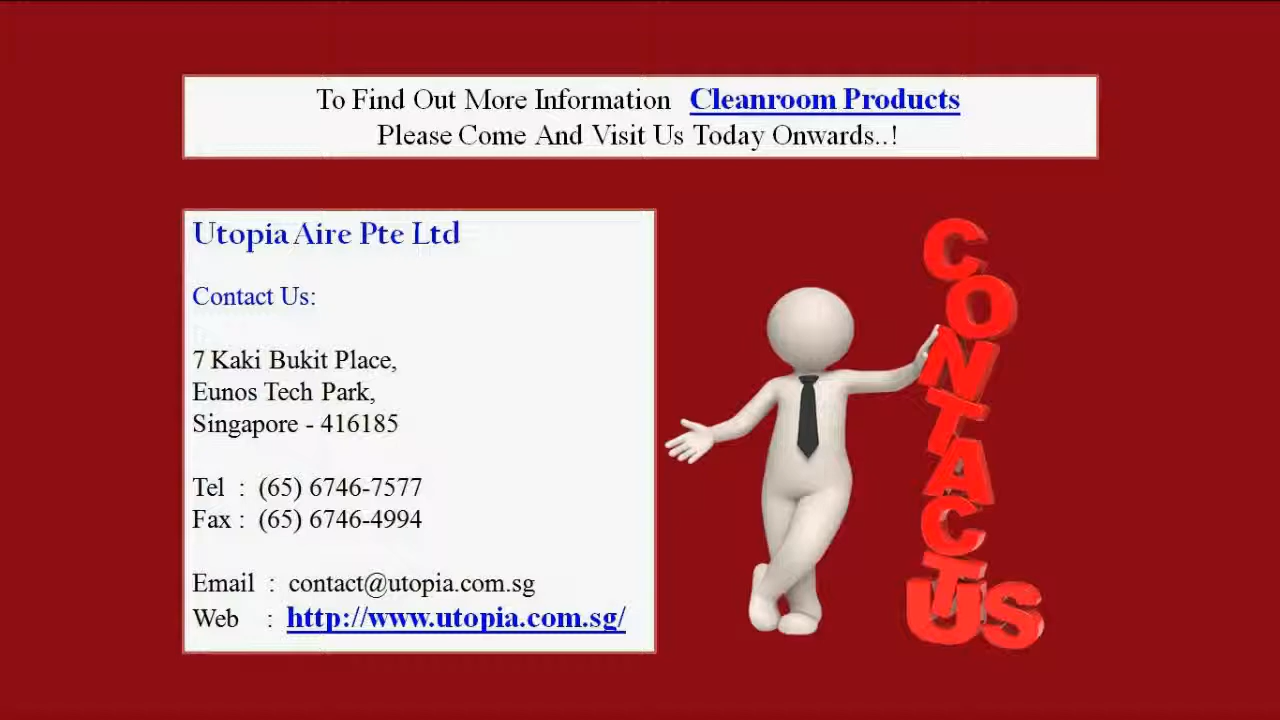 To Find Out More Information Cleanroom Products
Please Come And Visit Us Today Onwards..!
Utopia Aire Pte Ltd
Contact Us:
7 Kaki Bukit Place,
Eunos Tech Park,
Singapore - 416185
Tel : (65) 6746-7577
Fax : (65) 6746-4994
Email : contact@utopia.com.sg
Web : http://www.utopia.com.sg/
CONTACT
US